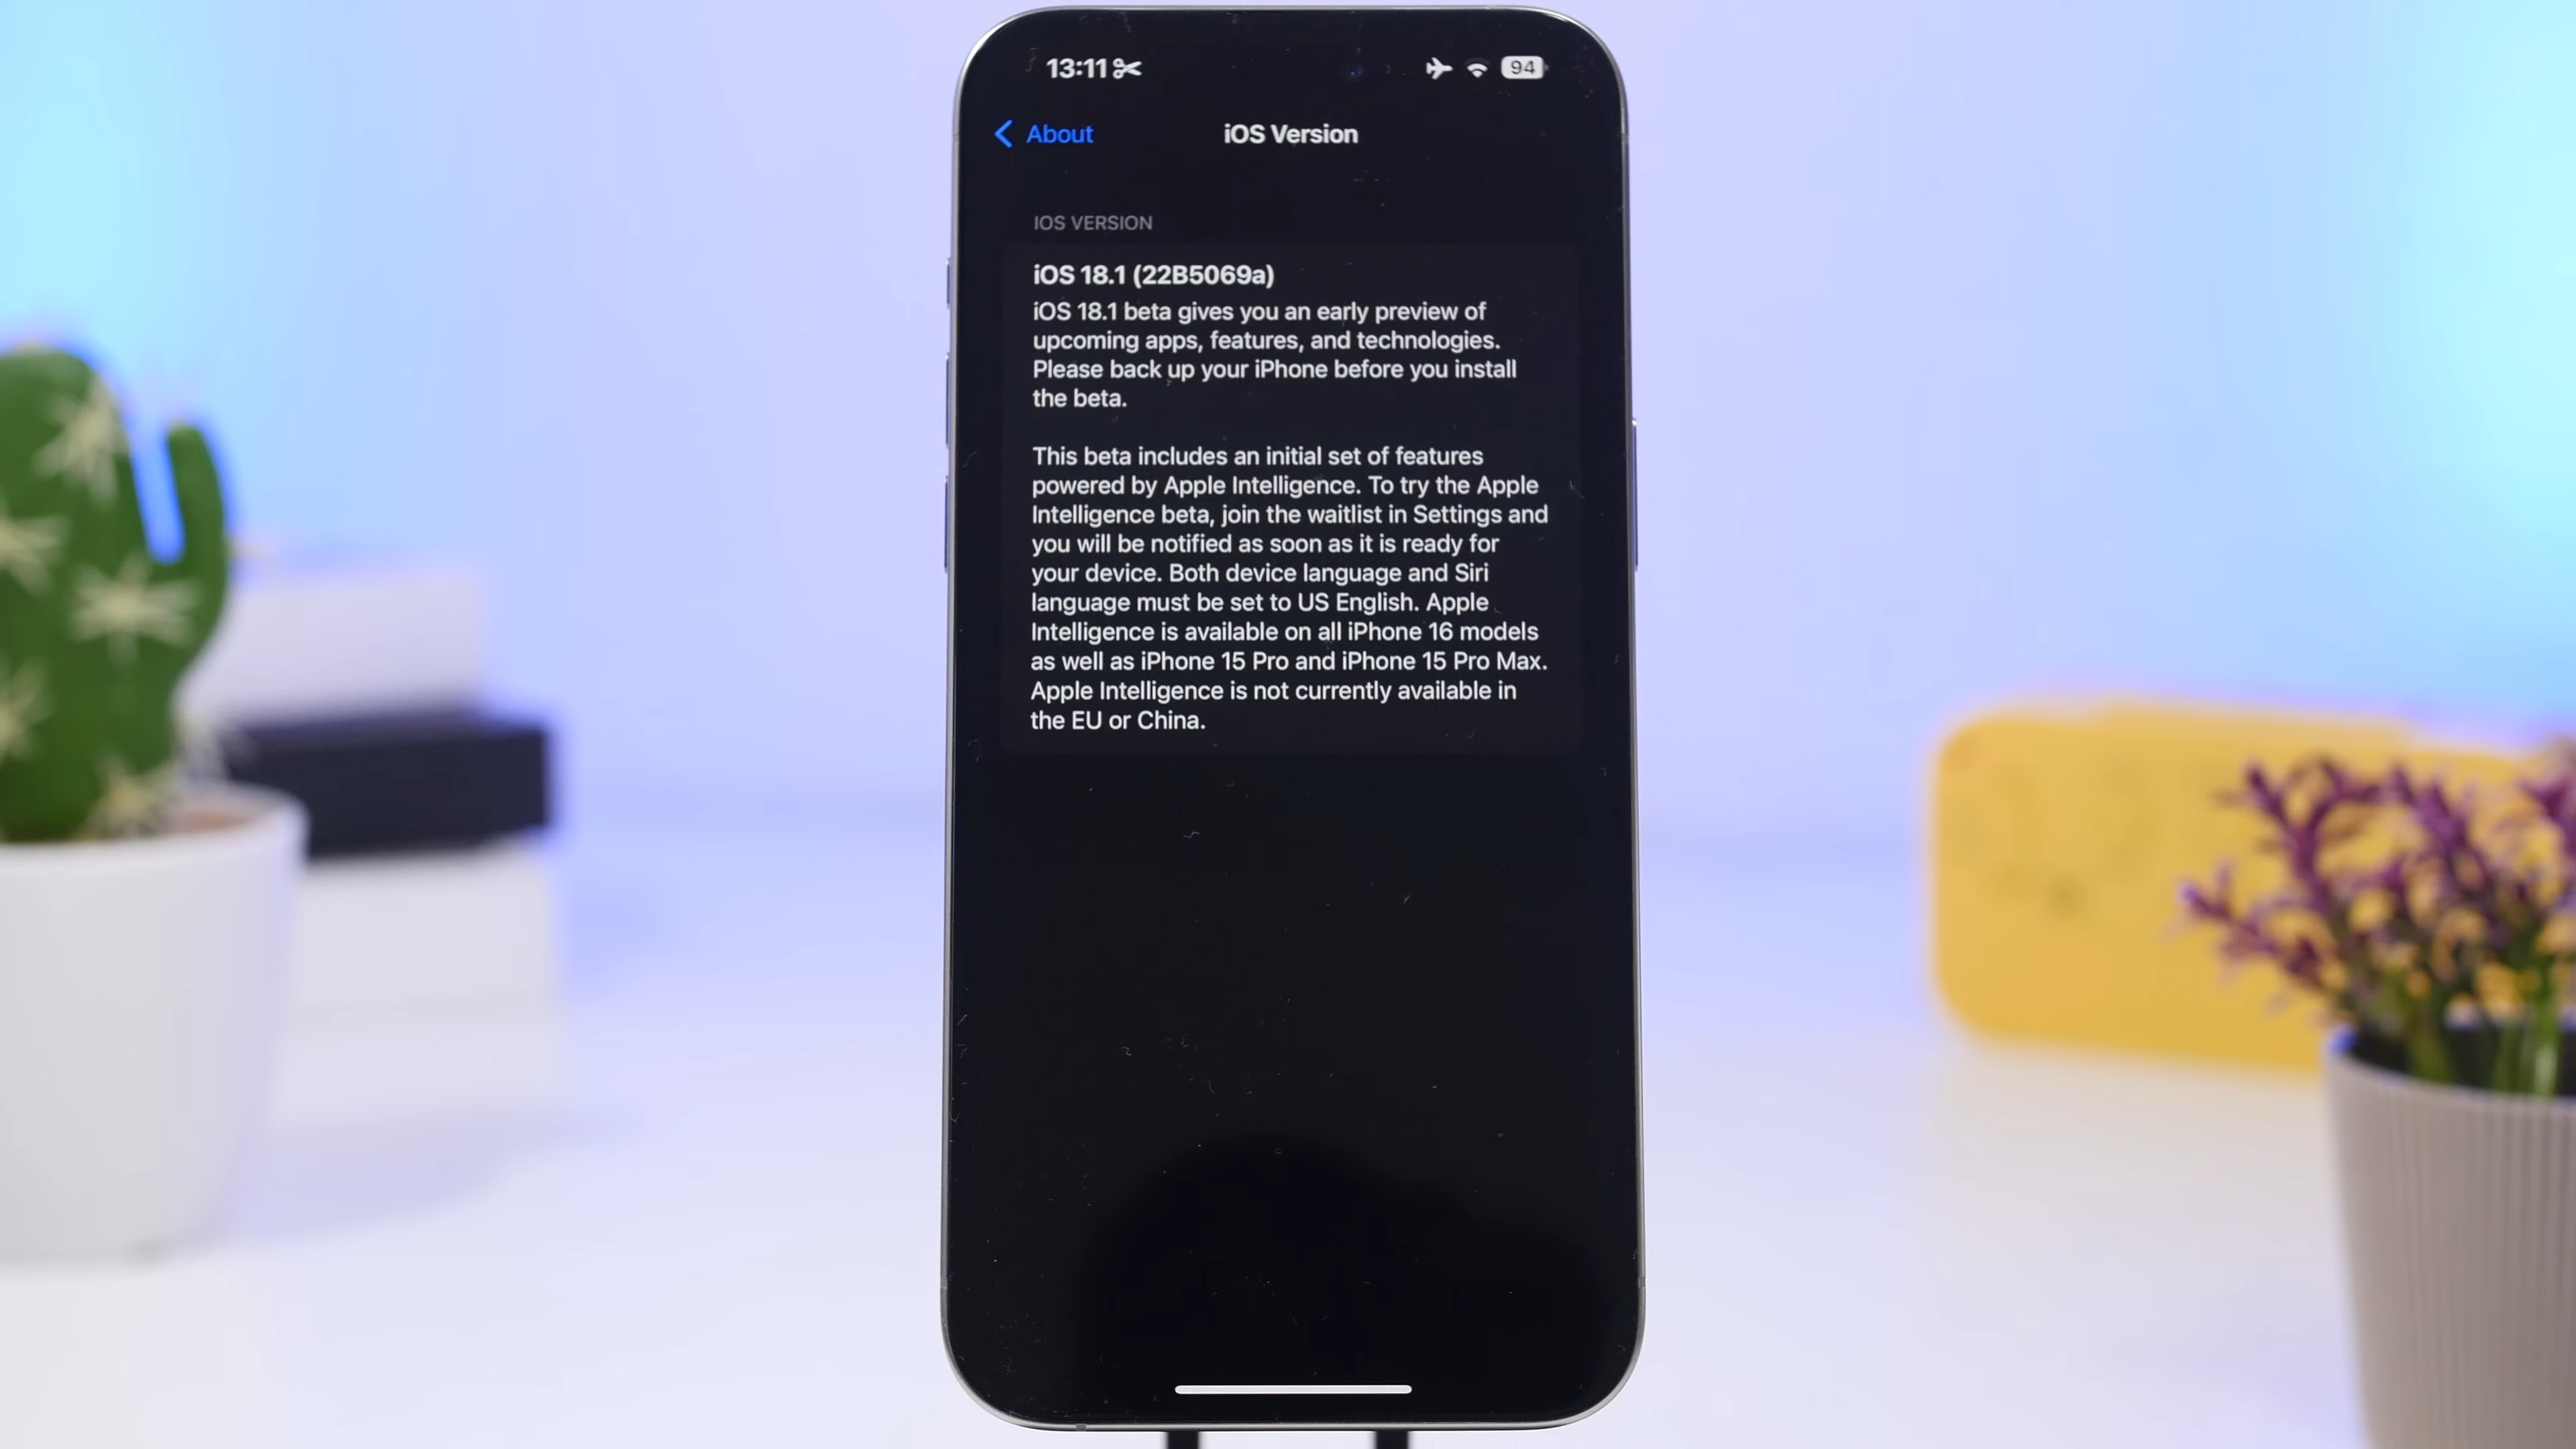 13:11
94
About
iOS Version
IOS VERSION
iOS 18.1 (22B5069a)
iOS 18.1 beta gives you an early preview of
upcoming apps, features, and technologies.
Please back up your iPhone before you install
the beta.
This beta includes an initial set of features
powered by Apple Intelligence. To try the Apple
Intelligence beta, join the waitlist in Settings and
you will be notified as soon as it is ready for
your device. Both device language and Siri
language must be set to US English. Apple
Intelligence is available on all iPhone 16 models
as well as iPhone 15 Pro and iPhone 15 Pro Max.
Apple Intelligence is not currently available in
the EU or China.